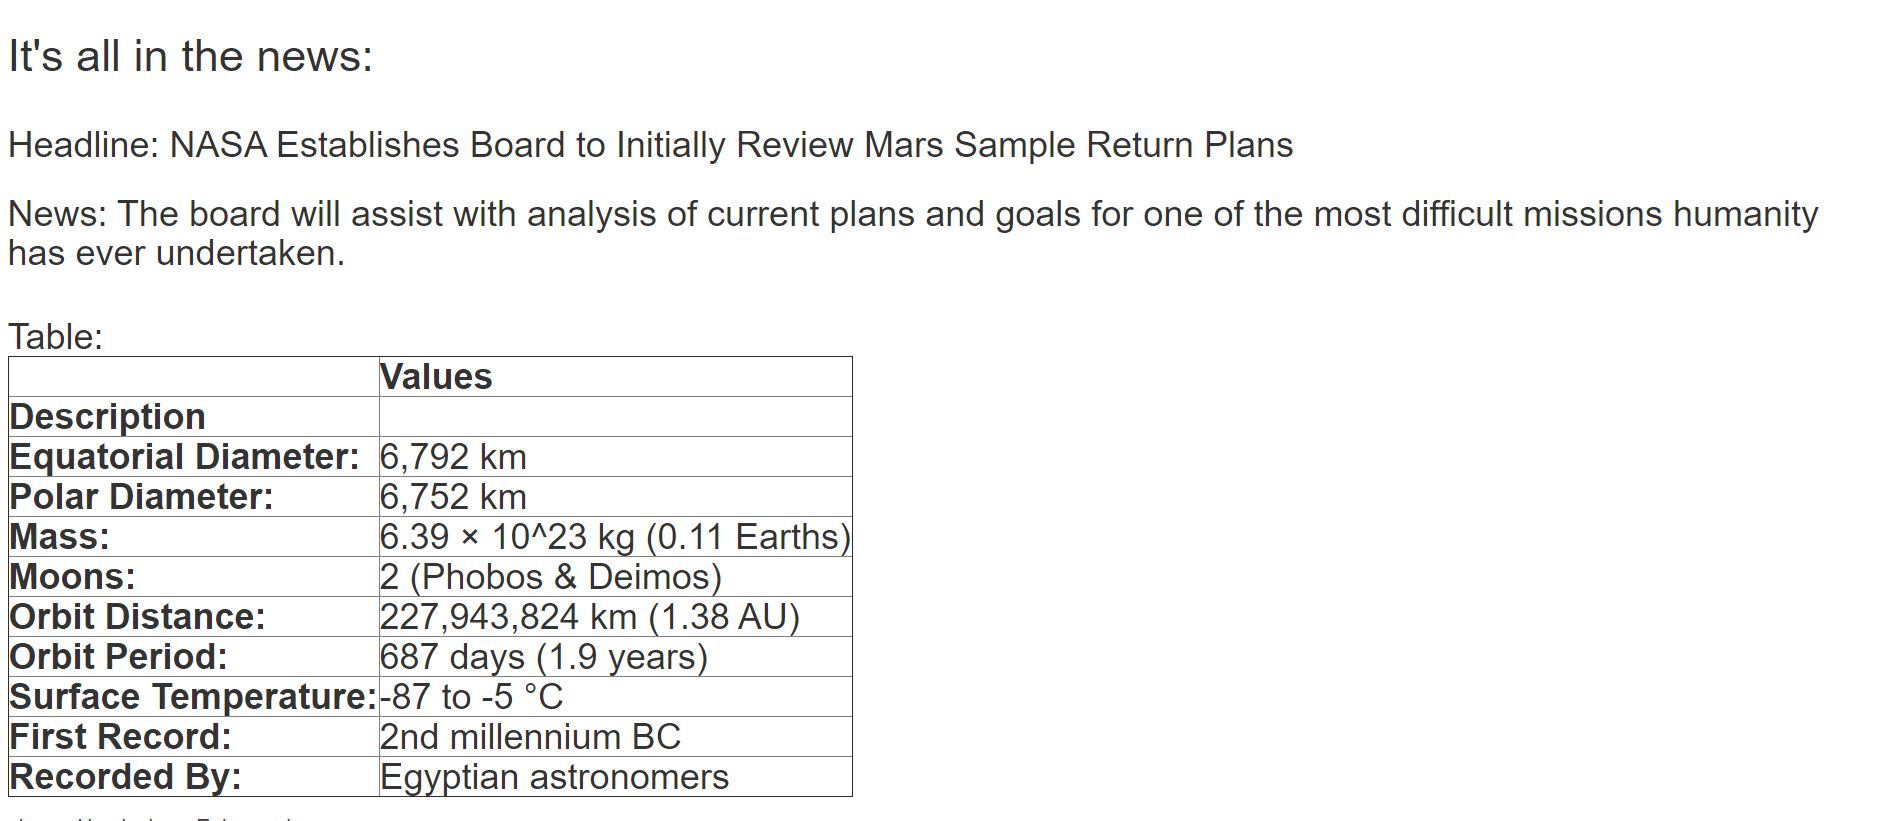 It's all in the news:
Headline: NASA Establishes Board to Initially Review Mars Sample Return Plans
News: The board will assist with analysis of current plans and goals for one of the most difficult missions humanity
has ever undertaken.
Table:
Values
Description
Equatorial Diameter: 6,792 km
Polar Diameter: 6,752 km
Mass: 6.39 × 10^23 kg (0.11 Earths)
Moons: 2 (Phobos & Deimos)
Orbit Distance: 227,943,824 km (1.38 AU)
Orbit Period: 687 days (1.9 years)
Surface Temperature: -87 to -5 °C
First Record: 2nd millennium BC
Recorded By: Egyptian astronomers